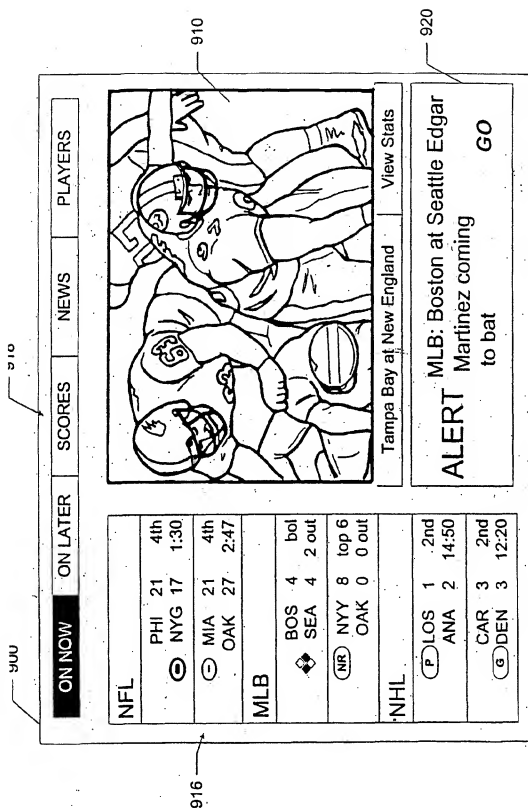 900
918
ON NOW
ON LATER
SCORES
NEWS
PLAYERS
NFL
PHI 21 4th
NYG 17 1:30
MIA 21 4th
OAK 27 2:47
MLB
BOS 4 bol
SEA 4 2 out
NR NYY 8 top 6
OAK 0 0 out
NHL
P LOS 1 2nd
ANA 2 14:50
CAR 3 2nd
G DEN 3 12:20
916
910
Tampa Bay at New England
View Stats
ALERT MLB: Boston at Seattle Edgar
Martinez coming
to bat
GO
920